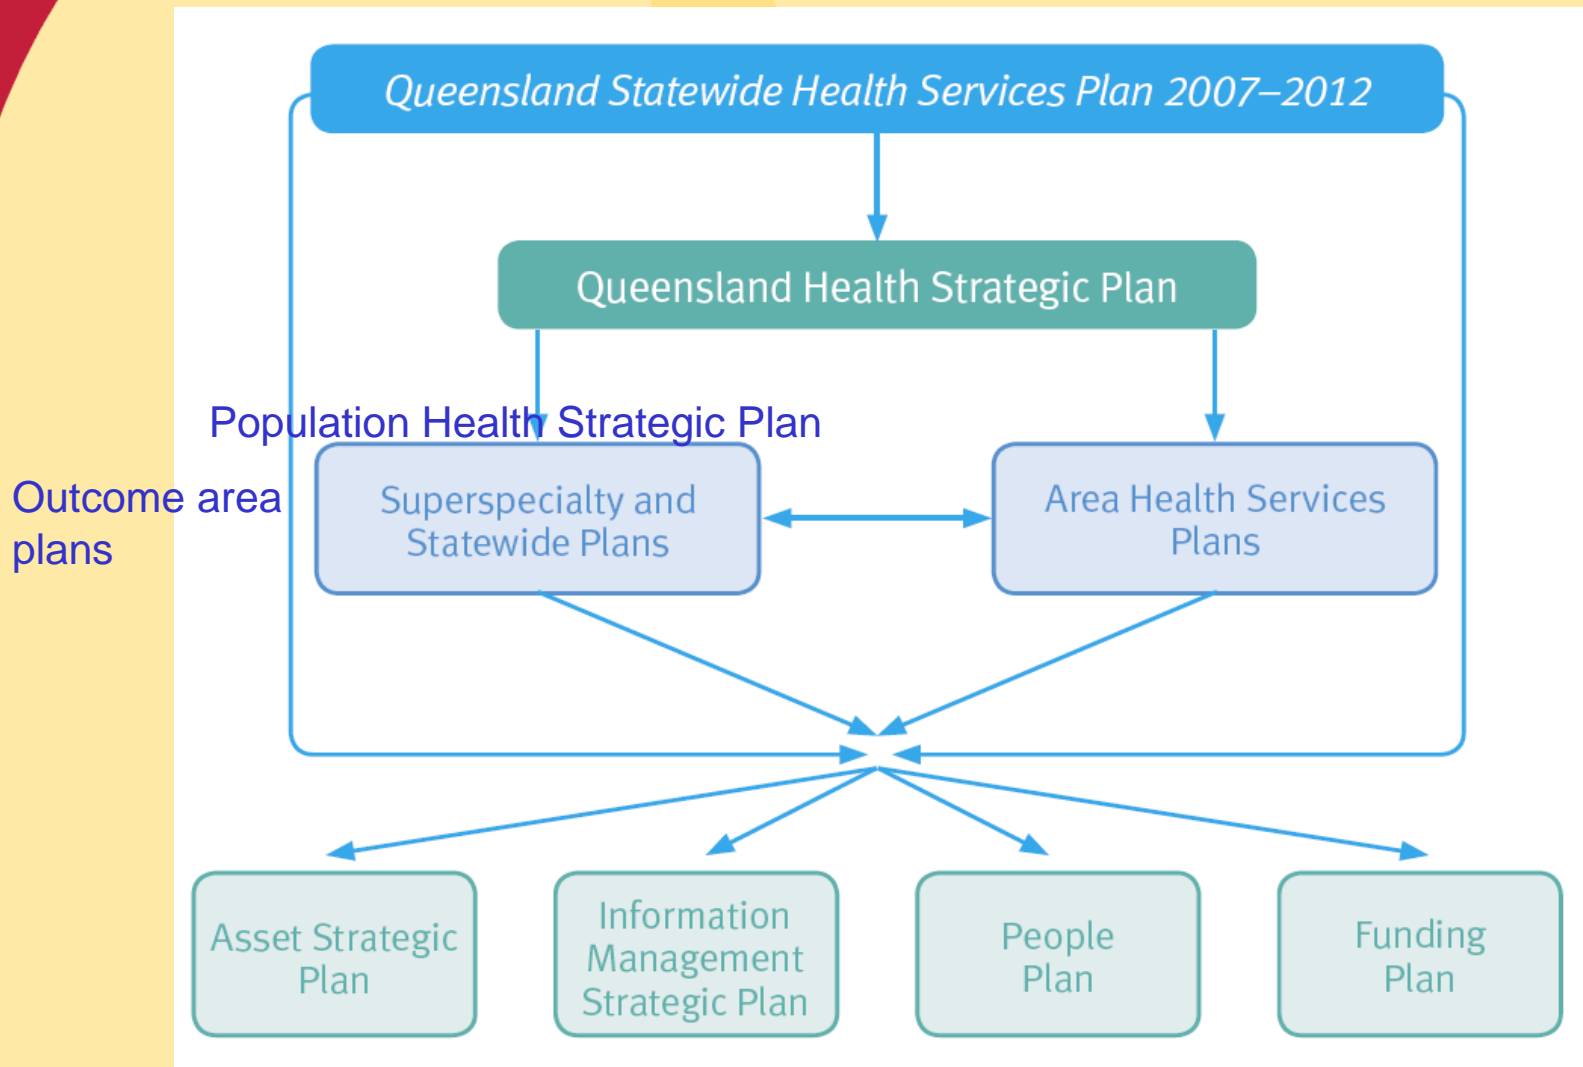 Queensland Statewide Health Services Plan 2007–2012
Queensland Health Strategic Plan
Population Health Strategic Plan
Outcome area
plans
Superspecialty and
Statewide Plans
Area Health Services
Plans
Asset Strategic
Plan
Information
Management
Strategic Plan
People
Plan
Funding
Plan